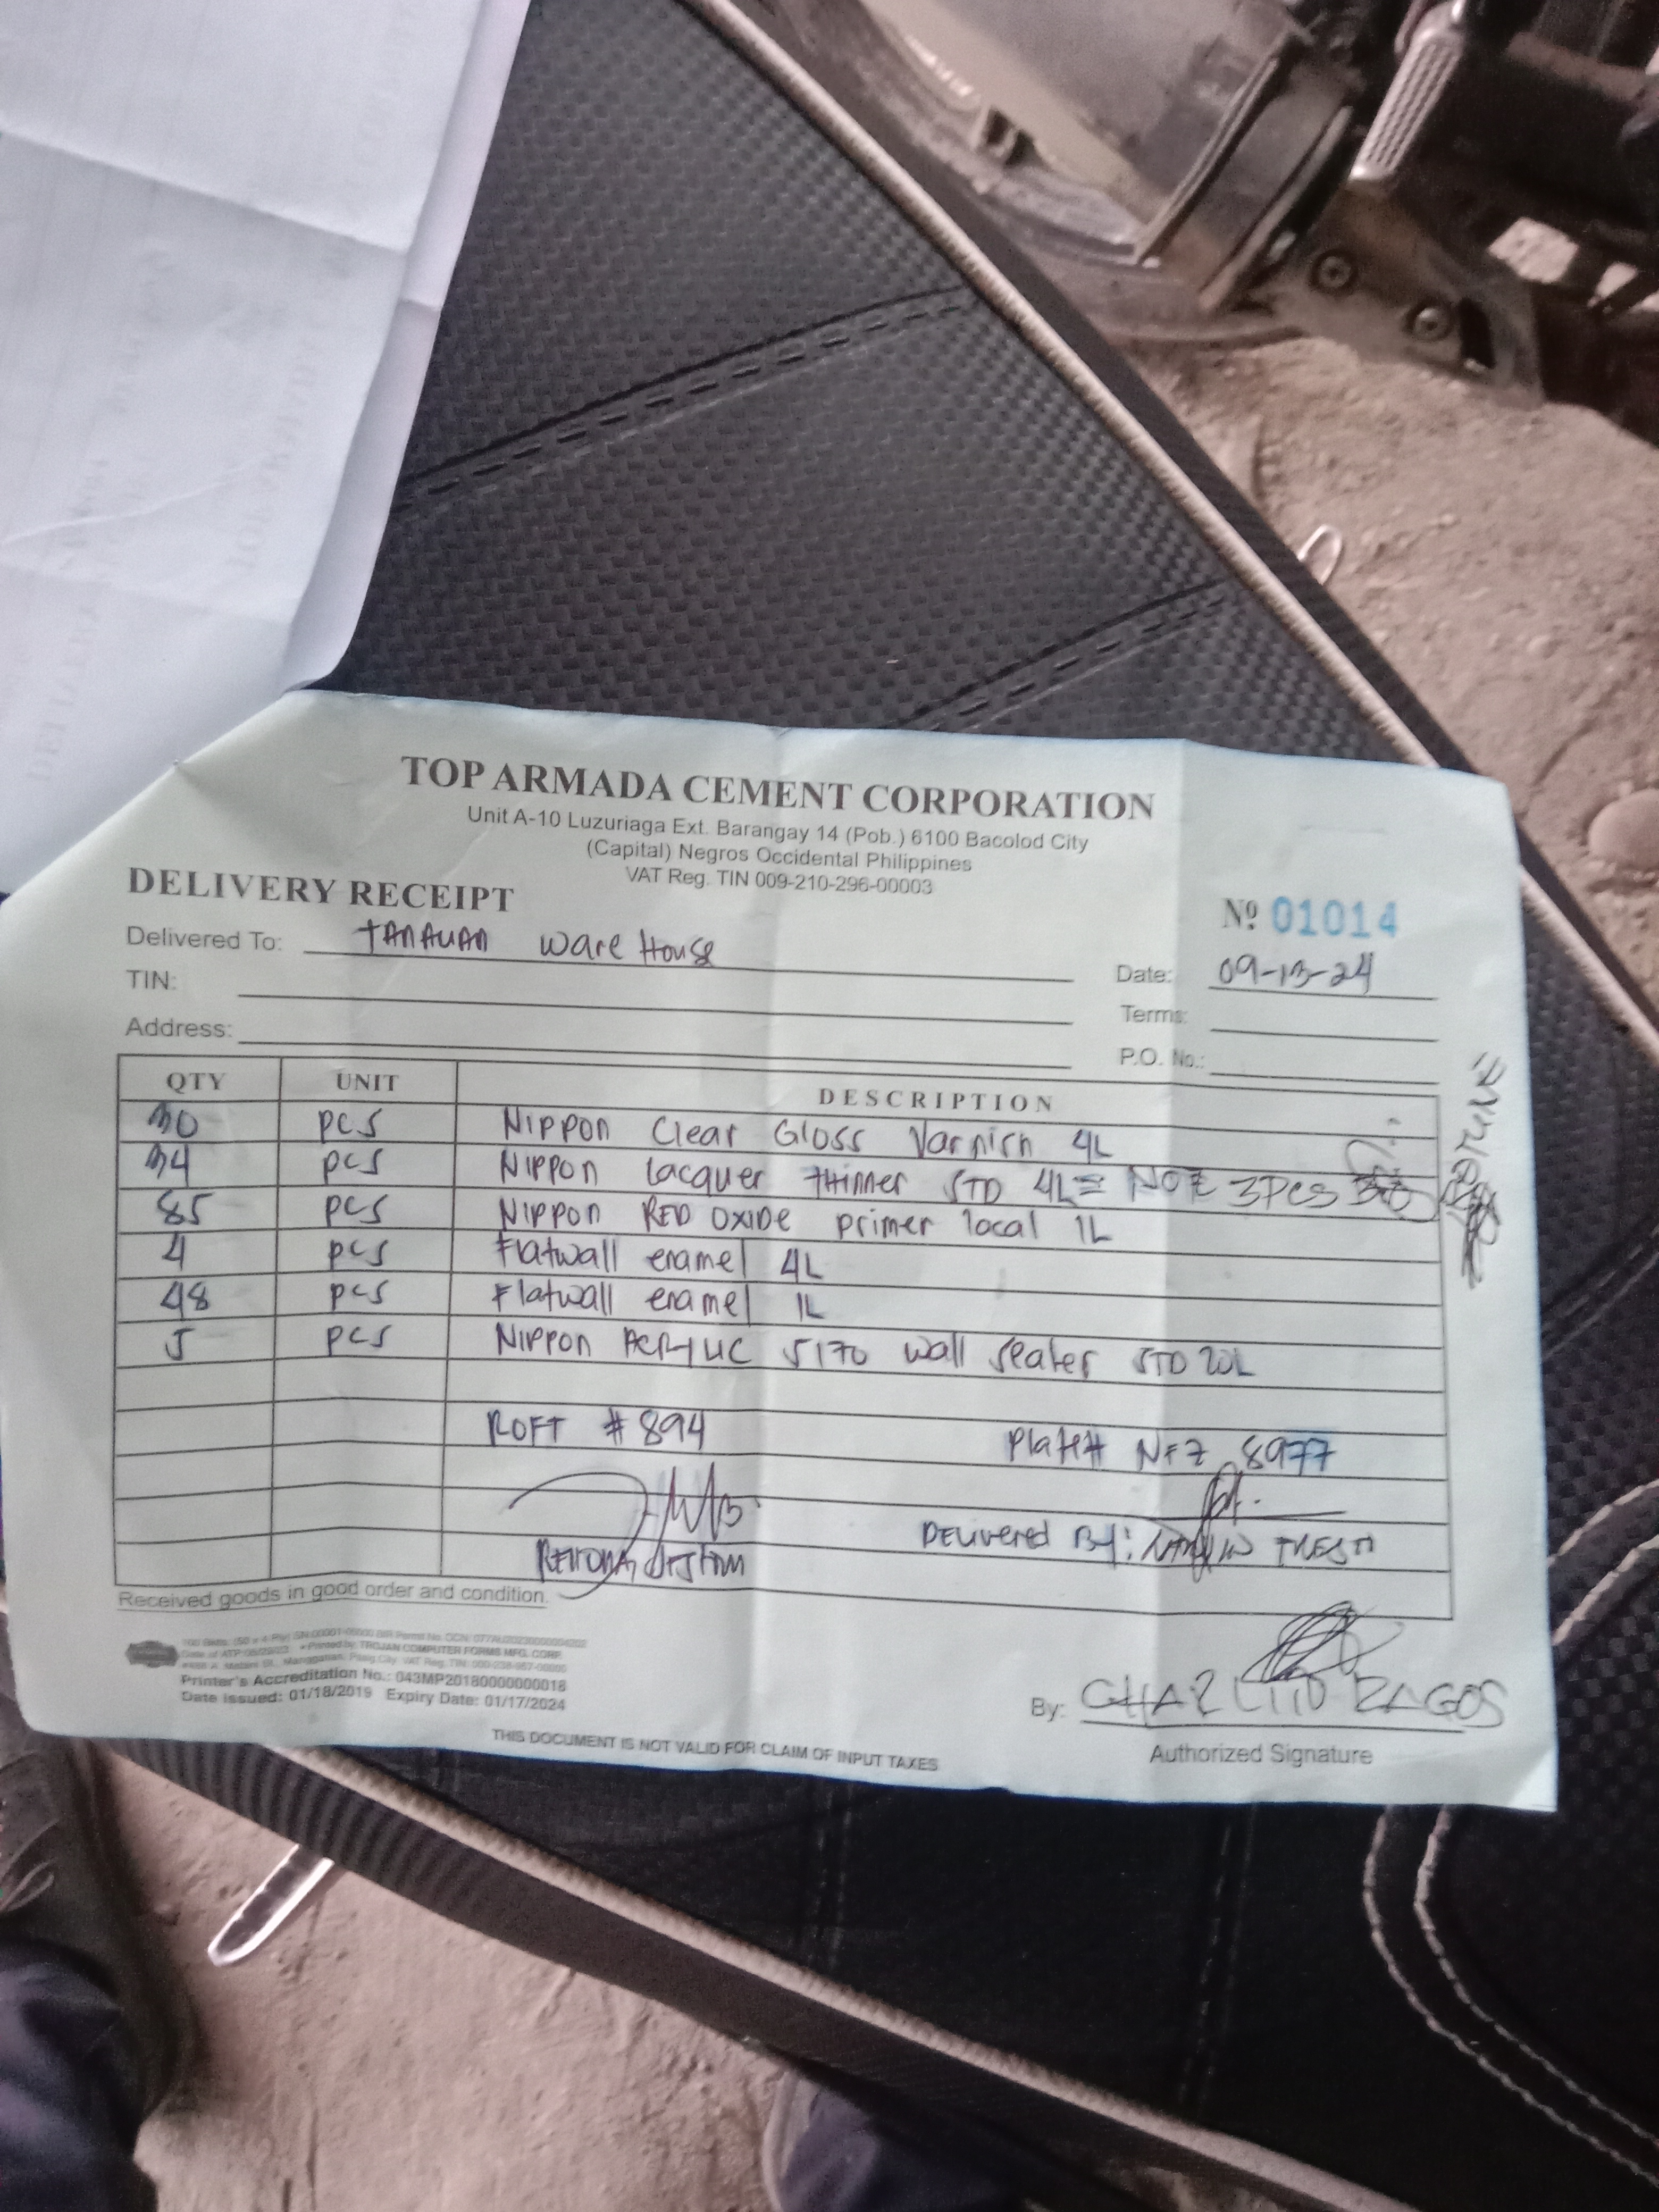 TOP ARMADA CEMENT CORPORATION
Unit A-10 Luzuriaga Ext. Barangay 14 (Pob.) 6100 Bacolod City
(Capital) Negros Occidental Philippines
VAT Reg. TIN 009-210-296-00003
DELIVERY RECEIPT
Nº 01014
Delivered To: TANAUAN Ware House
Date: 09-13-24
TIN:
Terms:
Address:
P.O. No.:
QTY UNIT DESCRIPTION
30 pcs Nippon Clear Gloss Varnish 4L
34 pcs Nippon lacquer thinner STD 4L = NOT 3PCS
85 pcs Nippon RED OXIDE primer local 1L
4 pcs Flatwall enamel 4L
48 pcs Flatwall enamel 1L
5 pcs Nippon ACRYLIC 5170 wall sealer STD 20L
ROFT #894
Plate# NFZ 8977
Delivered By:
Received goods in good order and condition.
Printer's Accreditation No.: 043MP20180000000018
Date issued: 01/18/2019 Expiry Date: 01/17/2024
By: CHARLITO RAGOS
Authorized Signature
THIS DOCUMENT IS NOT VALID FOR CLAIM OF INPUT TAXES